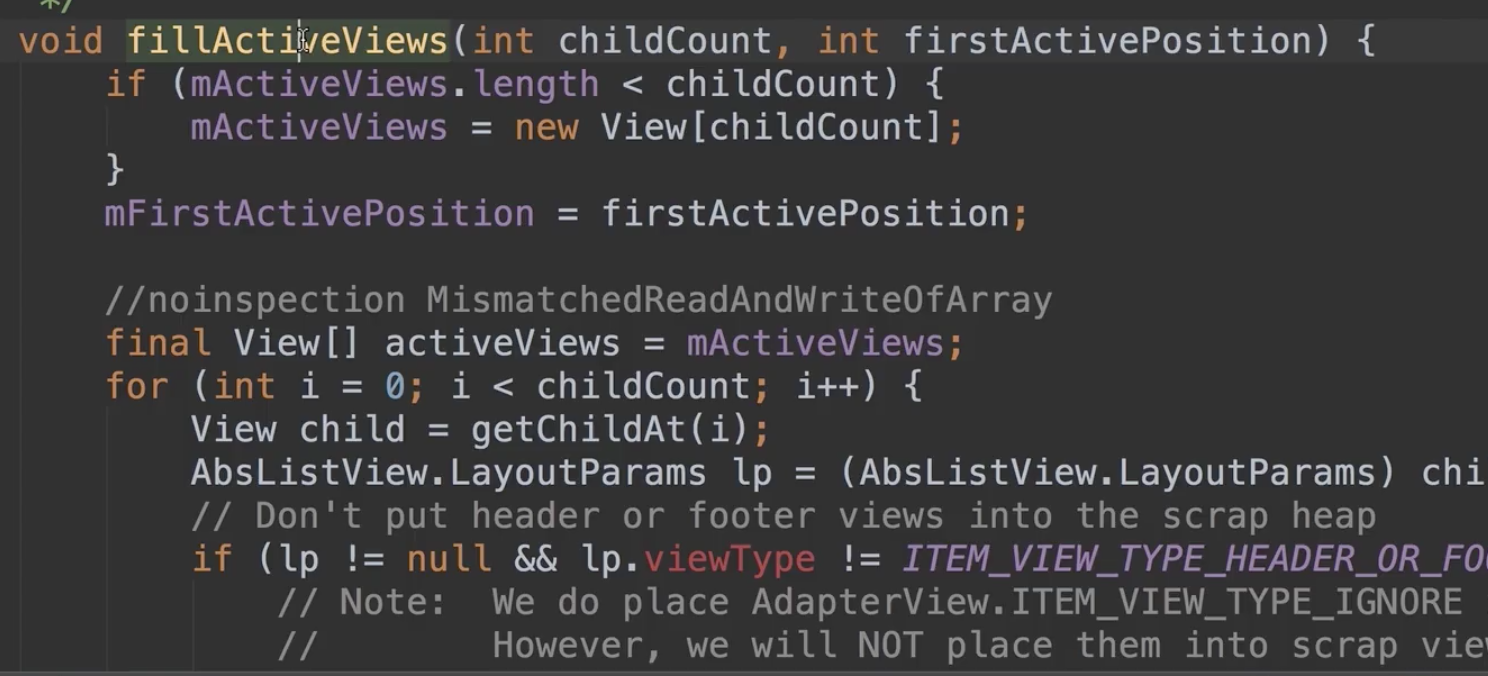 */
void fillActiveViews(int childCount, int firstActivePosition) {
if (mActiveViews.length < childCount) {
mActiveViews = new View[childCount];
}
mFirstActivePosition = firstActivePosition;
//noinspection MismatchedReadAndWriteOfArray
final View[] activeViews = mActiveViews;
for (int i = 0; i < childCount; i++) {
View child = getChildAt(i);
AbsListView.LayoutParams lp = (AbsListView.LayoutParams) chi
// Don't put header or footer views into the scrap heap
if (lp != null && lp.viewType != ITEM_VIEW_TYPE_HEADER_OR_FOO
// Note:  We do place AdapterView.ITEM_VIEW_TYPE_IGNORE
//        However, we will NOT place them into scrap vie